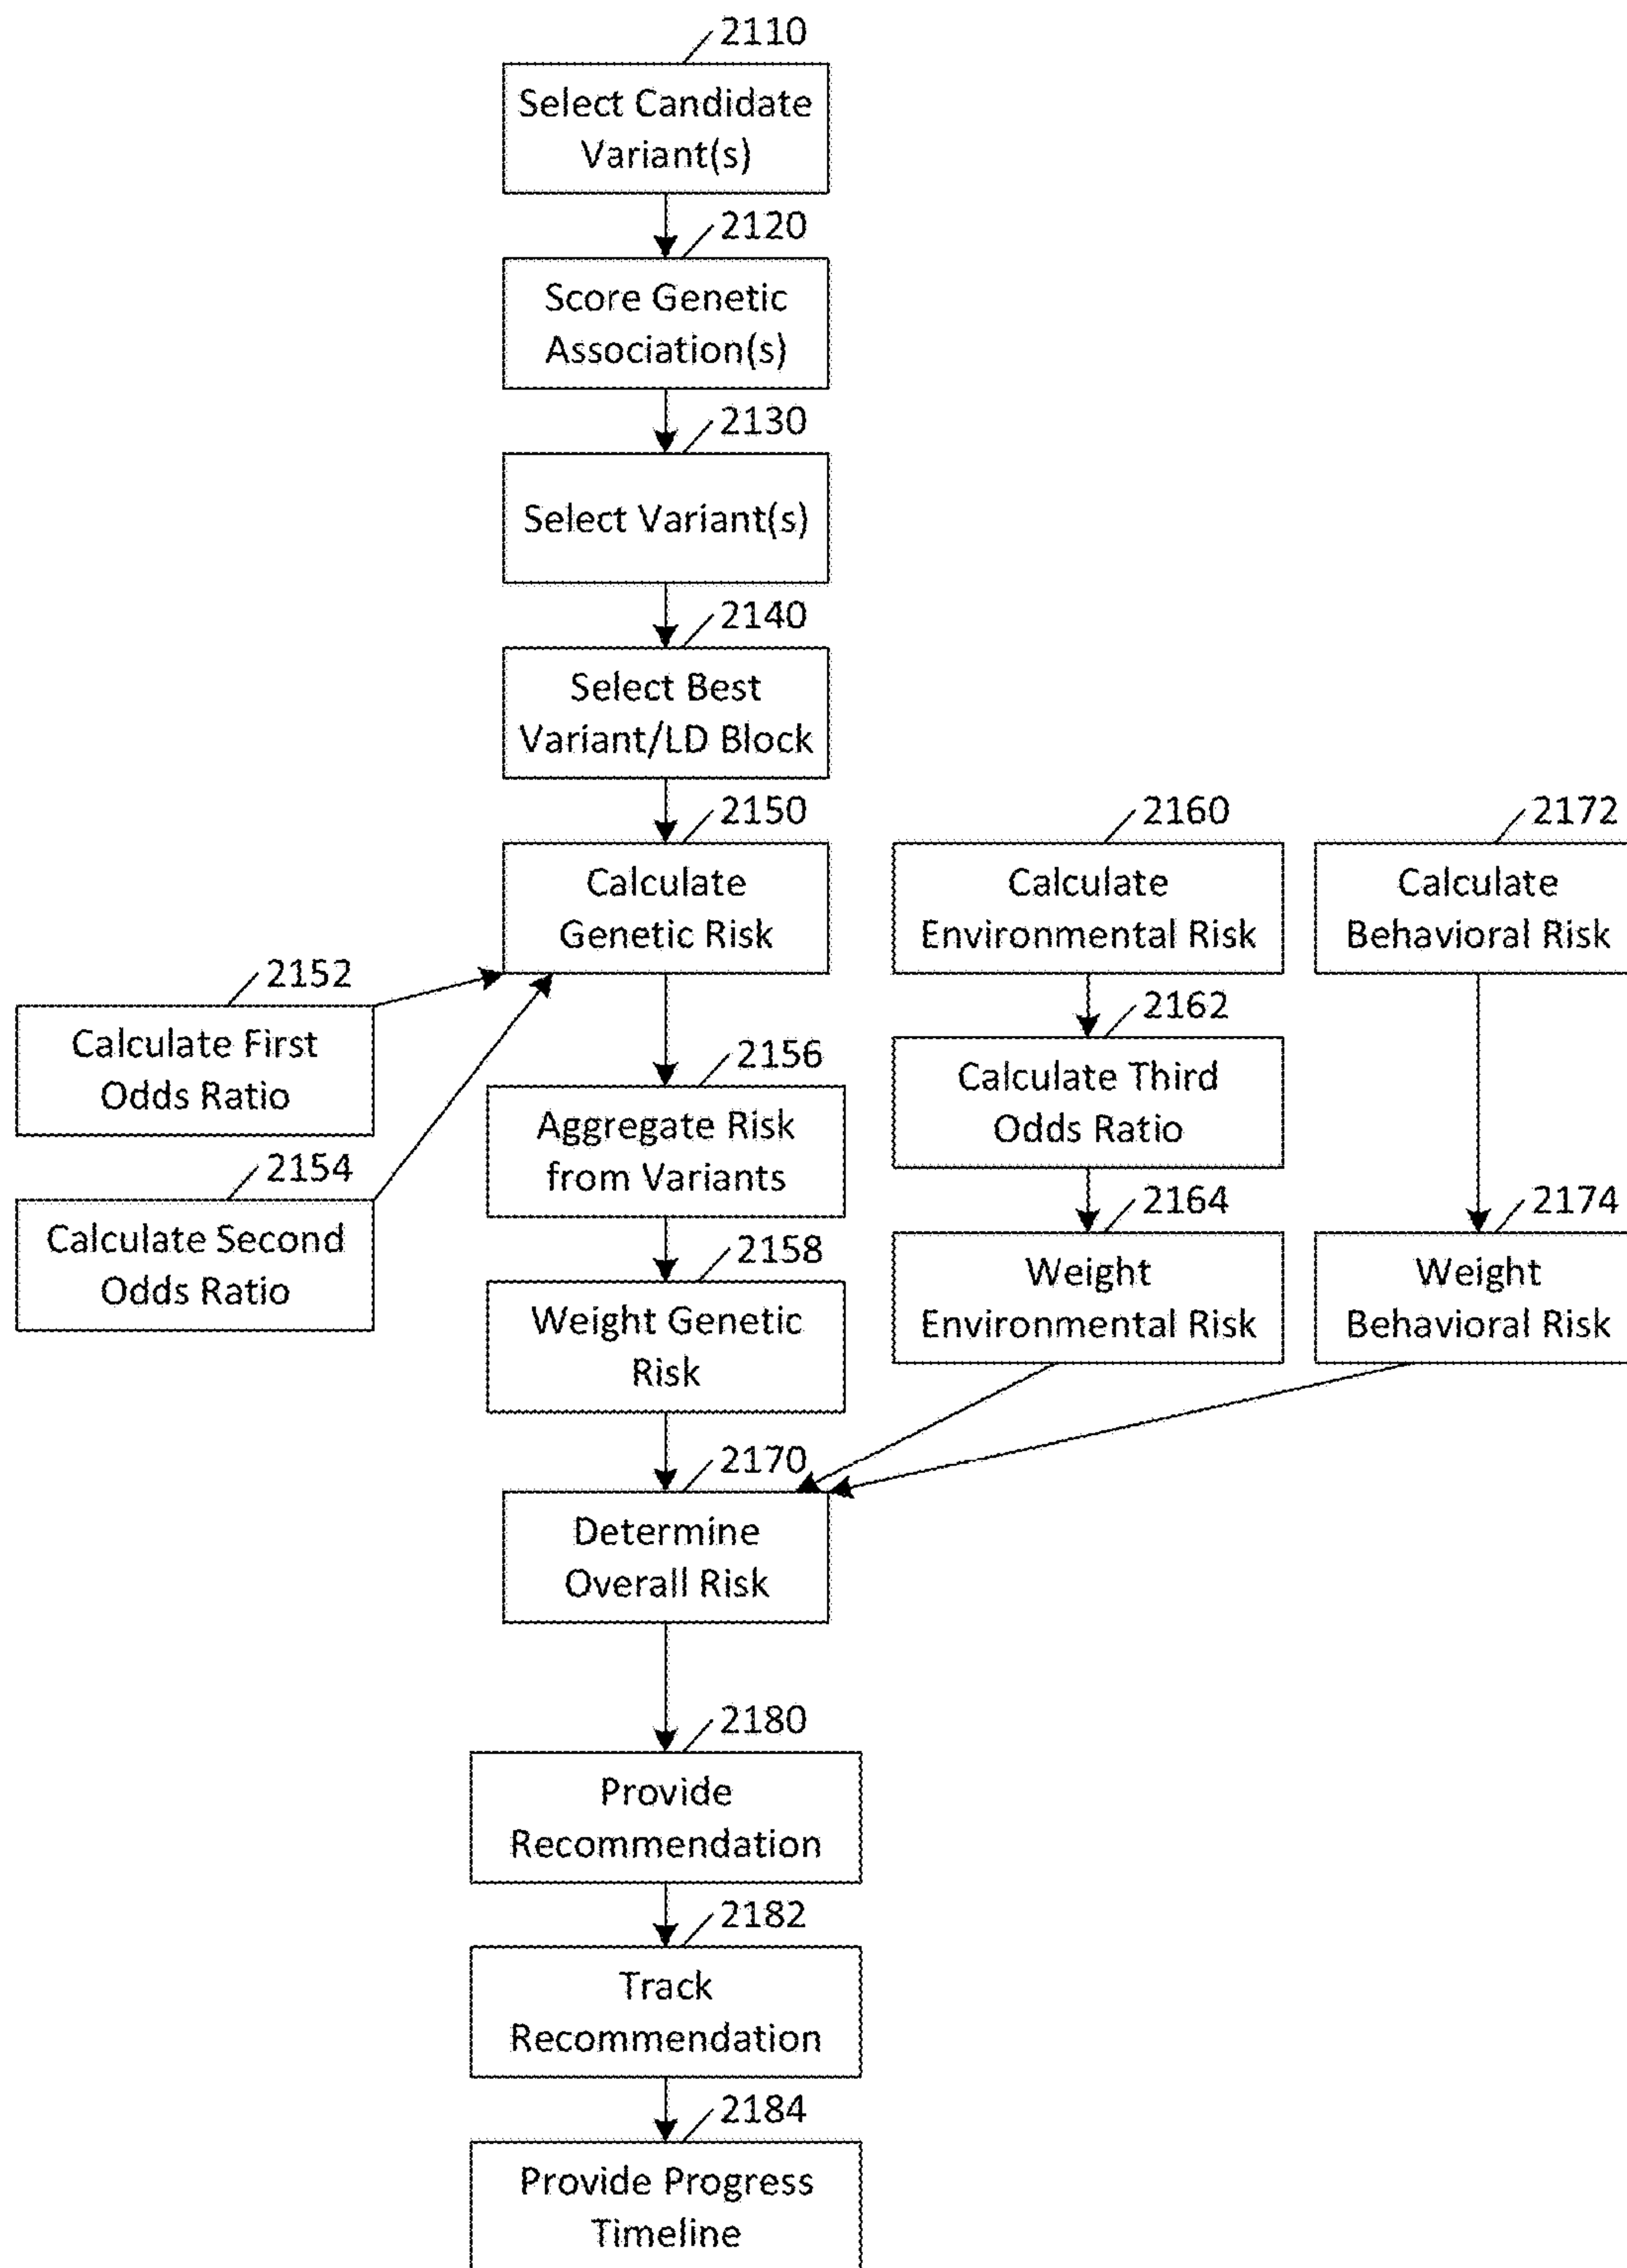 2110
Select Candidate
Variant(s)
2120
Score Genetic
Association(s)
2130
Select Variant(s)
2140
Select Best
Variant/LD Block
2150
Calculate
Genetic Risk
2160
Calculate
Environmental Risk
2172
Calculate
Behavioral Risk
2152
Calculate First
Odds Ratio
2154
Calculate Second
Odds Ratio
2156
Aggregate Risk
from Variants
2158
Weight Genetic
Risk
2162
Calculate Third
Odds Ratio
2164
Weight
Environmental Risk
2174
Weight
Behavioral Risk
2170
Determine
Overall Risk
2180
Provide
Recommendation
2182
Track
Recommendation
2184
Provide Progress
Timeline